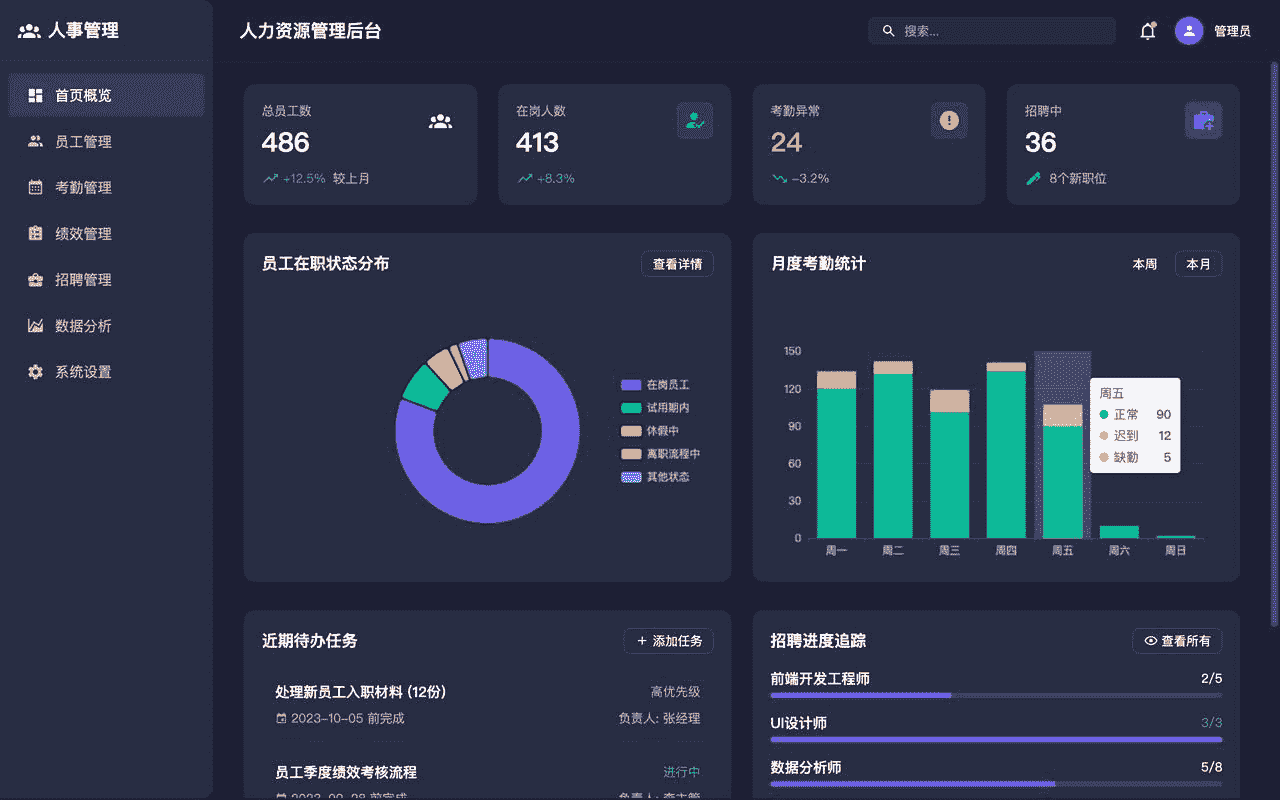 人事管理
首页概览
员工管理
考勤管理
绩效管理
招聘管理
数据分析
系统设置
人力资源管理后台
搜索...
管理员
总员工数
486
+12.5% 较上月
在岗人数
413
+8.3%
考勤异常
24
-3.2%
招聘中
36
8个新职位
员工在职状态分布
查看详情
在岗员工
试用期内
休假中
离职流程中
其他状态
月度考勤统计
本周
本月
150
120
90
60
30
0
周一
周二
周三
周四
周五
周六
周日
周五
正常 90
迟到 12
缺勤 5
近期待办任务
添加任务
处理新员工入职材料 (12份)
高优先级
2023-10-05 前完成
负责人: 张经理
员工季度绩效考核流程
进行中
招聘进度追踪
查看所有
前端开发工程师
2/5
UI设计师
3/3
数据分析师
5/8